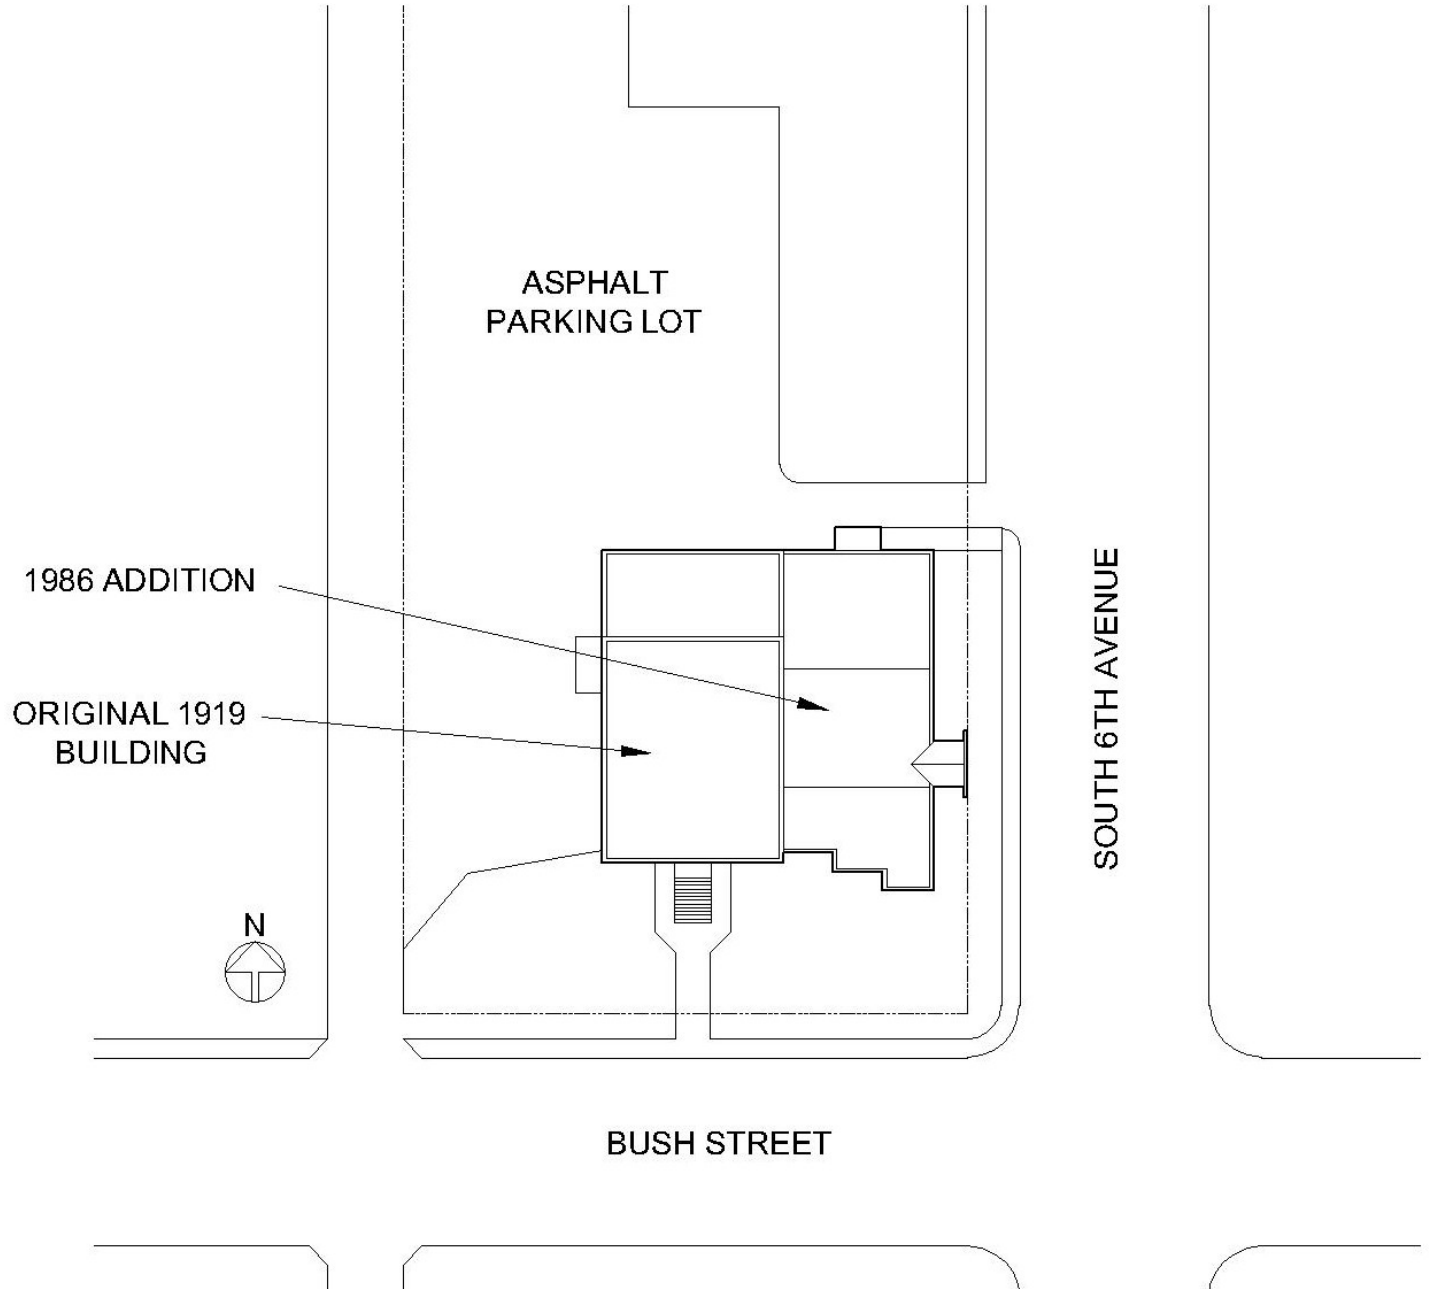 ASPHALT
PARKING LOT
1986 ADDITION
ORIGINAL 1919
BUILDING
SOUTH 6TH AVENUE
N
BUSH STREET